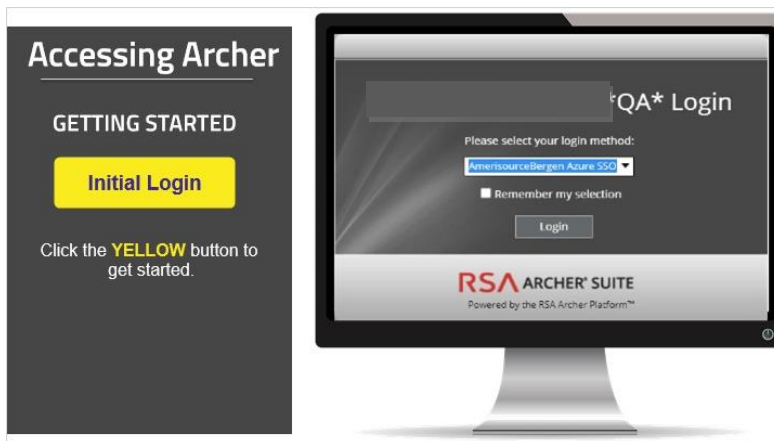 Accessing Archer
GETTING STARTED
Initial Login
Click the YELLOW button to
get started.
*QA* Login
Please select your login method:
AmerisourceBergen Azure SSO
Remember my selection
Login
RSA ARCHER® SUITE
Powered by the RSA Archer Platform™